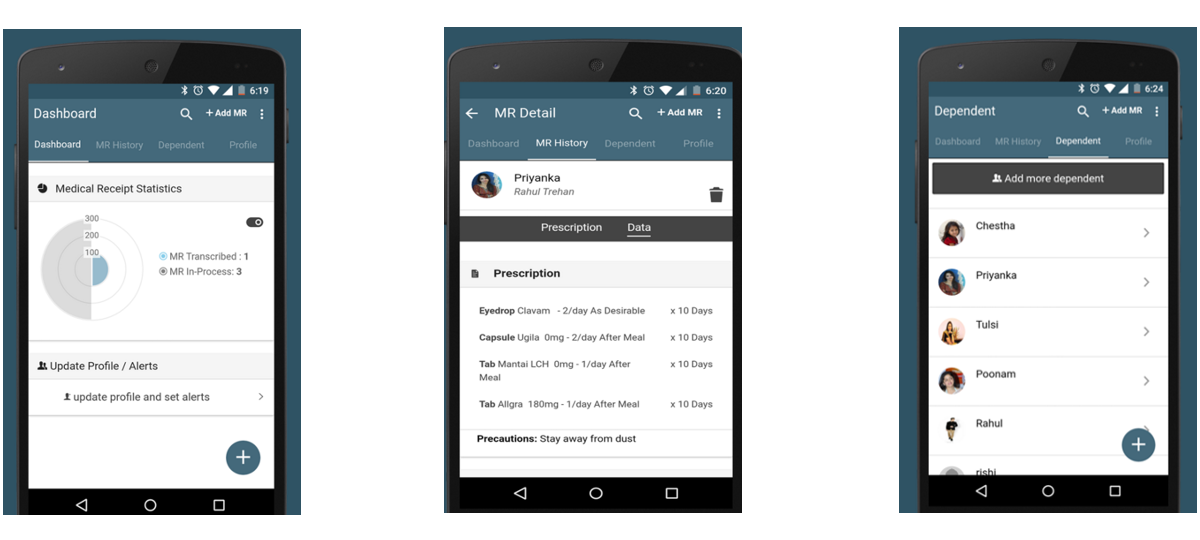 6:19
Dashboard
+ Add MR
Dashboard MR History Dependent Profile
Medical Receipt Statistics
300
200
100
MR Transcribed : 1
MR In-Process: 3
Update Profile / Alerts
update profile and set alerts
+
6:20
MR Detail
+ Add MR
Dashboard MR History Dependent Profile
Priyanka
Rahul Trehan
Prescription Data
Prescription
Eyedrop Clavam - 2/day As Desirable x 10 Days
Capsule Ugila 0mg - 2/day After Meal x 10 Days
Tab Mantai LCH 0mg - 1/day After x 10 Days
Meal
Tab Allgra 180mg - 1/day After Meal x 10 Days
Precautions: Stay away from dust
6:24
Dependent
+ Add MR
Dashboard MR History Dependent Profile
Add more dependent
Chestha
Priyanka
Tulsi
Poonam
Rahul
+
rishi